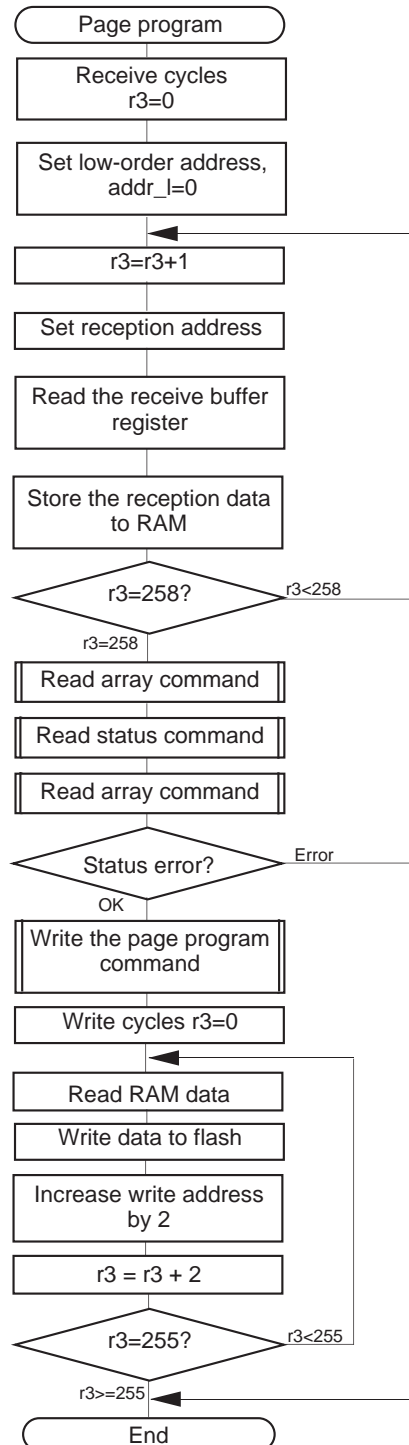 Page program
Receive cycles
r3=0
Set low-order address,
addr_l=0
r3=r3+1
Set reception address
Read the receive buffer
register
Store the reception data
to RAM
r3=258?
r3<258
r3=258
Read array command
Read status command
Read array command
Status error?
Error
OK
Write the page program
command
Write cycles r3=0
Read RAM data
Write data to flash
Increase write address
by 2
r3 = r3 + 2
r3=255?
r3<255
r3>=255
End